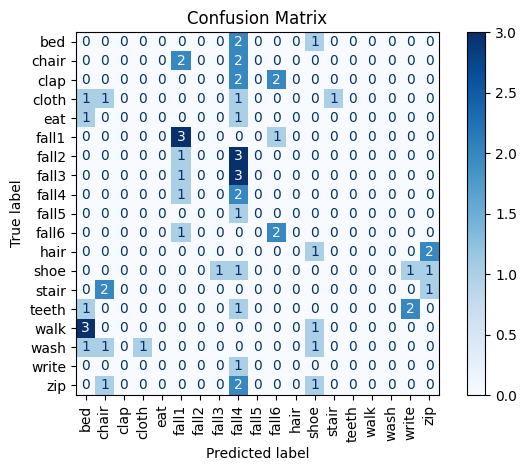 Confusion Matrix
bed 0 0 0 0 0 0 0 0 2 0 0 0 1 0 0 0 0 0 0
chair 0 0 0 0 0 2 0 0 2 0 0 0 0 0 0 0 0 0 0
clap 0 0 0 0 0 0 0 0 2 0 2 0 0 0 0 0 0 0 0
cloth 1 1 0 0 0 0 0 0 1 0 0 0 0 1 0 0 0 0 0
eat 1 0 0 0 0 0 0 0 1 0 0 0 0 0 0 0 0 0 0
fall1 0 0 0 0 0 3 0 0 0 0 1 0 0 0 0 0 0 0 0
fall2 0 0 0 0 0 1 0 0 3 0 0 0 0 0 0 0 0 0 0
fall3 0 0 0 0 0 1 0 0 3 0 0 0 0 0 0 0 0 0 0
fall4 0 0 0 0 0 1 0 0 2 0 0 0 0 0 0 0 0 0 0
fall5 0 0 0 0 0 0 0 0 1 0 0 0 0 0 0 0 0 0 0
fall6 0 0 0 0 0 1 0 0 0 0 2 0 0 0 0 0 0 0 0
hair 0 0 0 0 0 0 0 0 0 0 0 0 1 0 0 0 0 0 2
shoe 0 0 0 0 0 0 0 1 1 0 0 0 0 0 0 0 0 1 1
stair 0 2 0 0 0 0 0 0 0 0 0 0 0 0 0 0 0 0 1
teeth 1 0 0 0 0 0 0 0 1 0 0 0 0 0 0 0 0 2 0
walk 3 0 0 0 0 0 0 0 0 0 0 0 1 0 0 0 0 0 0
wash 1 1 0 1 0 0 0 0 0 0 0 0 1 0 0 0 0 0 0
write 0 0 0 0 0 0 0 0 1 0 0 0 0 0 0 0 0 0 0
zip 0 1 0 0 0 0 0 0 2 0 0 0 1 0 0 0 0 0 0
True label
bed chair clap cloth eat fall1 fall2 fall3 fall4 fall5 fall6 hair shoe stair teeth walk wash write zip
Predicted label
3.0
2.5
2.0
1.5
1.0
0.5
0.0